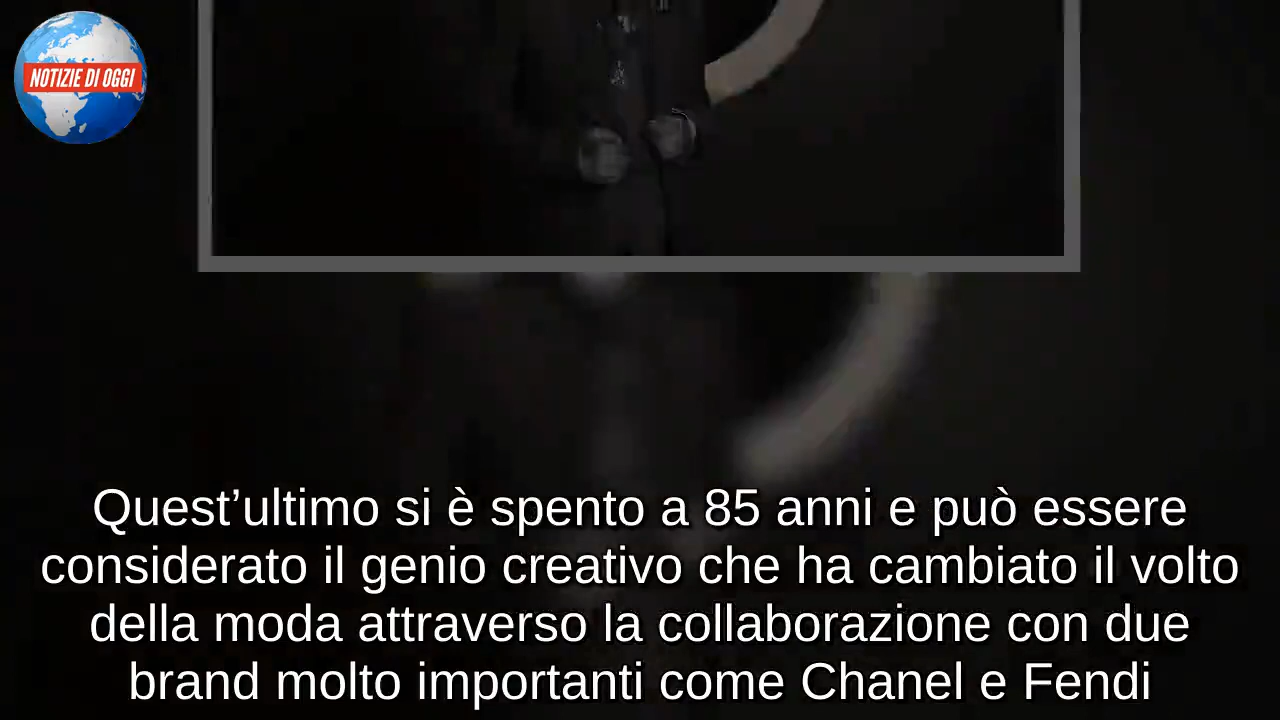 NOTIZIE DI OGGI
Quest’ultimo si è spento a 85 anni e può essere
considerato il genio creativo che ha cambiato il volto
della moda attraverso la collaborazione con due
brand molto importanti come Chanel e Fendi